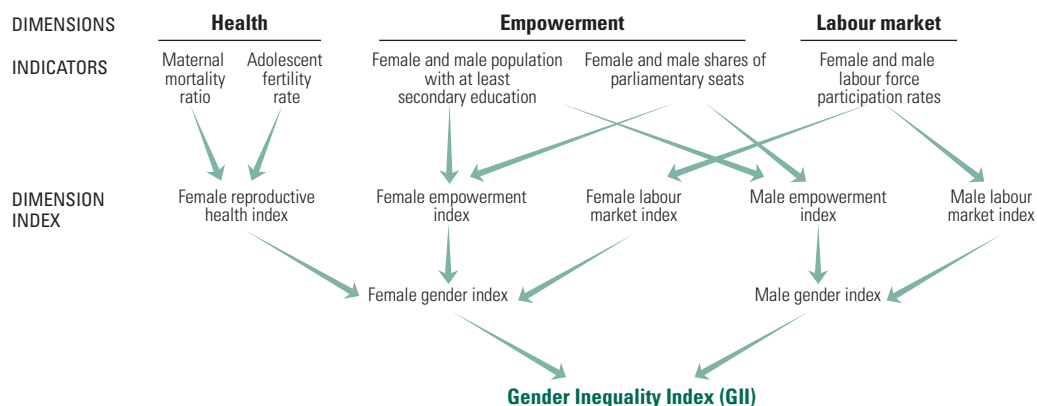 DIMENSIONS
Health
Empowerment
Labour market
INDICATORS
Maternal
mortality
ratio
Adolescent
fertility
rate
Female and male population
with at least
secondary education
Female and male shares of
parliamentary seats
Female and male
labour force
participation rates
DIMENSION
INDEX
Female reproductive
health index
Female empowerment
index
Female labour
market index
Male empowerment
index
Male labour
market index
Female gender index
Male gender index
Gender Inequality Index (GII)